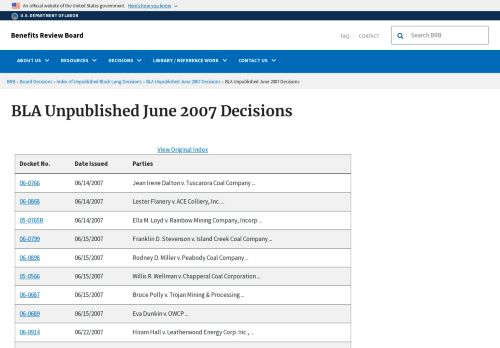 An official website of the United States government. Here's how you know
U.S. DEPARTMENT OF LABOR
Benefits Review Board
FAQ
CONTACT
Search BRB
ABOUT US
RESOURCES
DECISIONS
LIBRARY / REFERENCE WORK
CONTACT US
BRB » Board Decisions » Index of Unpublished Black Lung Decisions » BLA Unpublished June 2007 Decisions » BLA Unpublished June 2007 Decisions
BLA Unpublished June 2007 Decisions
View Original Index
Docket No. Date Issued Parties
06-0766 06/14/2007 Jean Irene Dalton v. Tuscarora Coal Company ...
06-0868 06/14/2007 Lester Flanery v. ACE Colliery, Inc. ...
05-0765R 06/14/2007 Ella M. Loyd v. Rainbow Mining Company, Incorp ...
06-0799 06/15/2007 Franklin D. Stevenson v. Island Creek Coal Company ...
06-0896 06/15/2007 Rodney D. Miller v. Peabody Coal Company ...
05-0566 06/15/2007 Willis R. Wellman v. Chapperal Coal Corporation ...
06-0687 06/15/2007 Bruce Polly v. Trojan Mining & Processing ...
06-0689 06/15/2007 Eva Dunkin v. OWCP ...
06-0914 06/22/2007 Hiram Hall v. Leatherwood Energy Corp. Inc., ...